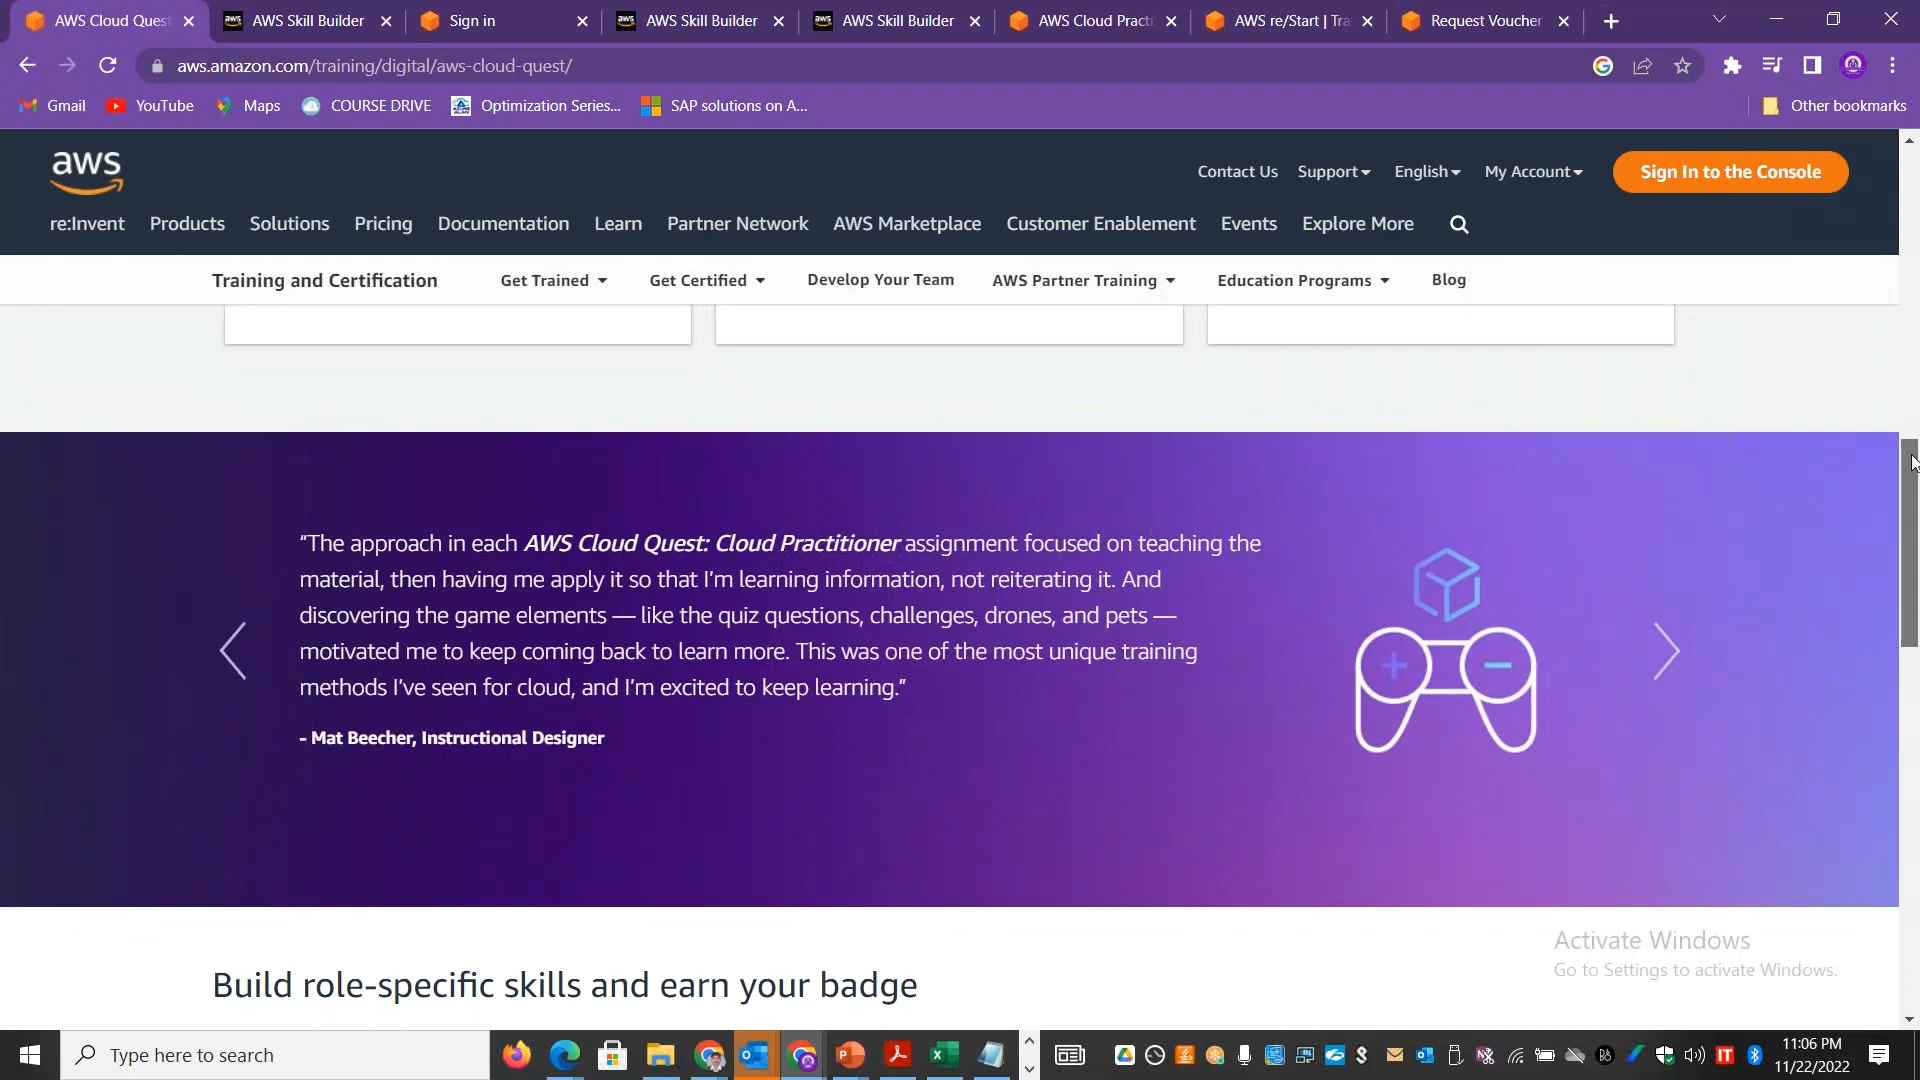 AWS Cloud Quest
AWS Skill Builder
Sign in
AWS Skill Builder
AWS Skill Builder
AWS Cloud Practi
AWS re/Start | Tra
Request Voucher
aws.amazon.com/training/digital/aws-cloud-quest/
Gmail
YouTube
Maps
COURSE DRIVE
Optimization Series...
SAP solutions on A...
Other bookmarks
aws
Contact Us
Support
English
My Account
Sign In to the Console
re:Invent
Products
Solutions
Pricing
Documentation
Learn
Partner Network
AWS Marketplace
Customer Enablement
Events
Explore More
Training and Certification
Get Trained
Get Certified
Develop Your Team
AWS Partner Training
Education Programs
Blog
“The approach in each AWS Cloud Quest: Cloud Practitioner assignment focused on teaching the
material, then having me apply it so that I’m learning information, not reiterating it. And
discovering the game elements — like the quiz questions, challenges, drones, and pets —
motivated me to keep coming back to learn more. This was one of the most unique training
methods I’ve seen for cloud, and I’m excited to keep learning.”
- Mat Beecher, Instructional Designer
Activate Windows
Go to Settings to activate Windows.
Build role-specific skills and earn your badge
Type here to search
11:06 PM
11/22/2022